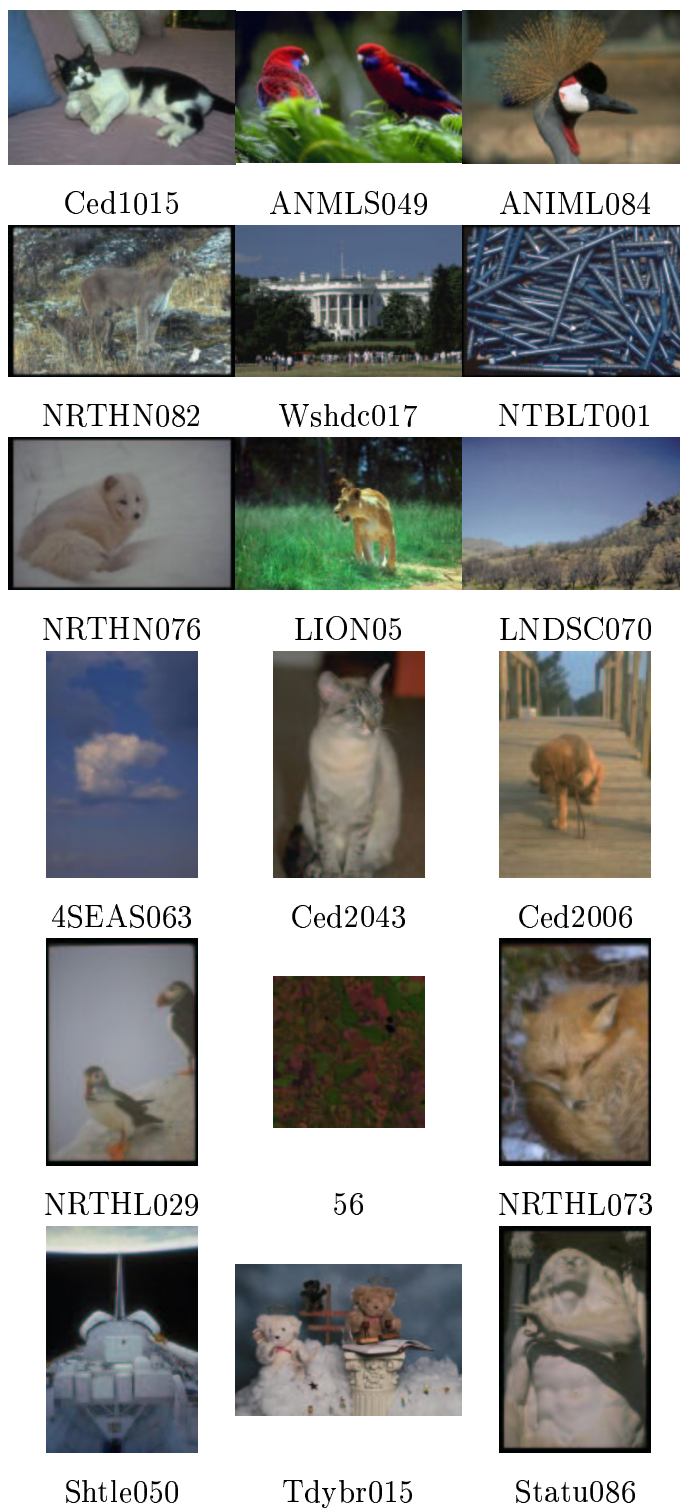 Ced1015 ANMLS049 ANIML084
NRTHN082 Wshdc017 NTBLT001
NRTHN076 LION05 LNDSC070
4SEAS063 Ced2043 Ced2006
NRTHL029 56 NRTHL073
Shtle050 Tdybr015 Statu086